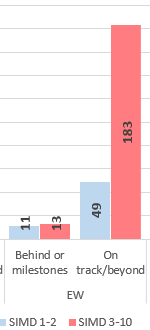 11
13
49
183
Behind or
milestones
On
track/beyond
EW
SIMD 1-2
SIMD 3-10